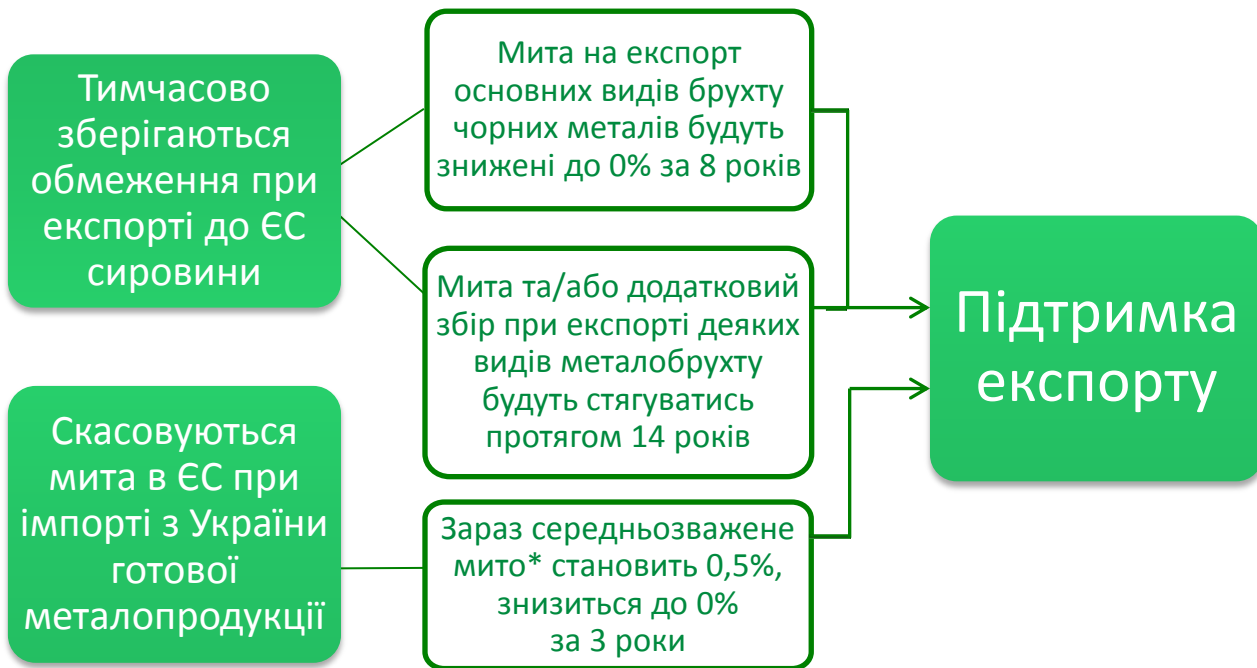 Тимчасово
зберігаються
обмеження при
експорті до ЄС
сировини
Мита на експорт
основних видів брухту
чорних металів будуть
знижені до 0% за 8 років
Мита та/або додатковий
збір при експорті деяких
видів металобрухту
будуть стягуватись
протягом 14 років
Скасовуються
мита в ЄС при
імпорті з України
готової
металопродукції
Зараз середньозважене
мито* становить 0,5%,
знизиться до 0%
за 3 роки
Підтримка
експорту